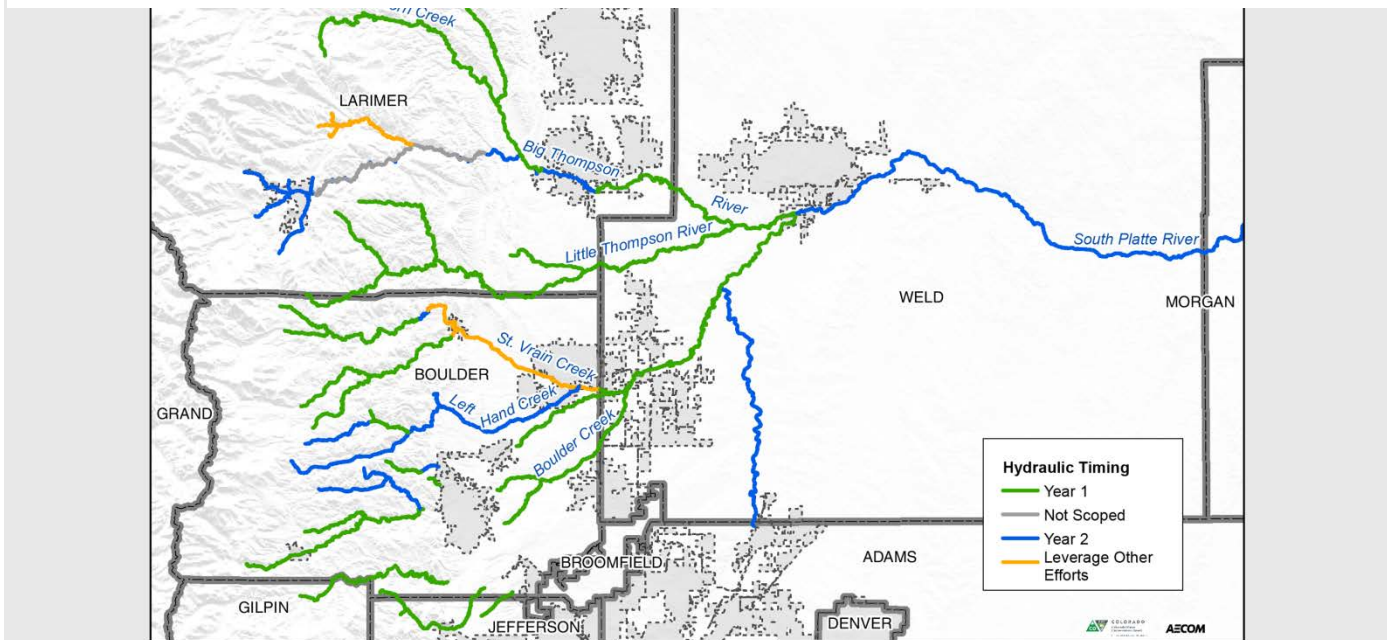 LARIMER
Big Thompson
River
Little Thompson River
South Platte River
WELD
MORGAN
St. Vrain Creek
BOULDER
GRAND
Left Hand Creek
Boulder Creek
Hydraulic Timing
Year 1
Not Scoped
Year 2
Leverage Other
Efforts
BROOMFIELD
ADAMS
GILPIN
JEFFERSON
DENVER
COLORADO
AECOM